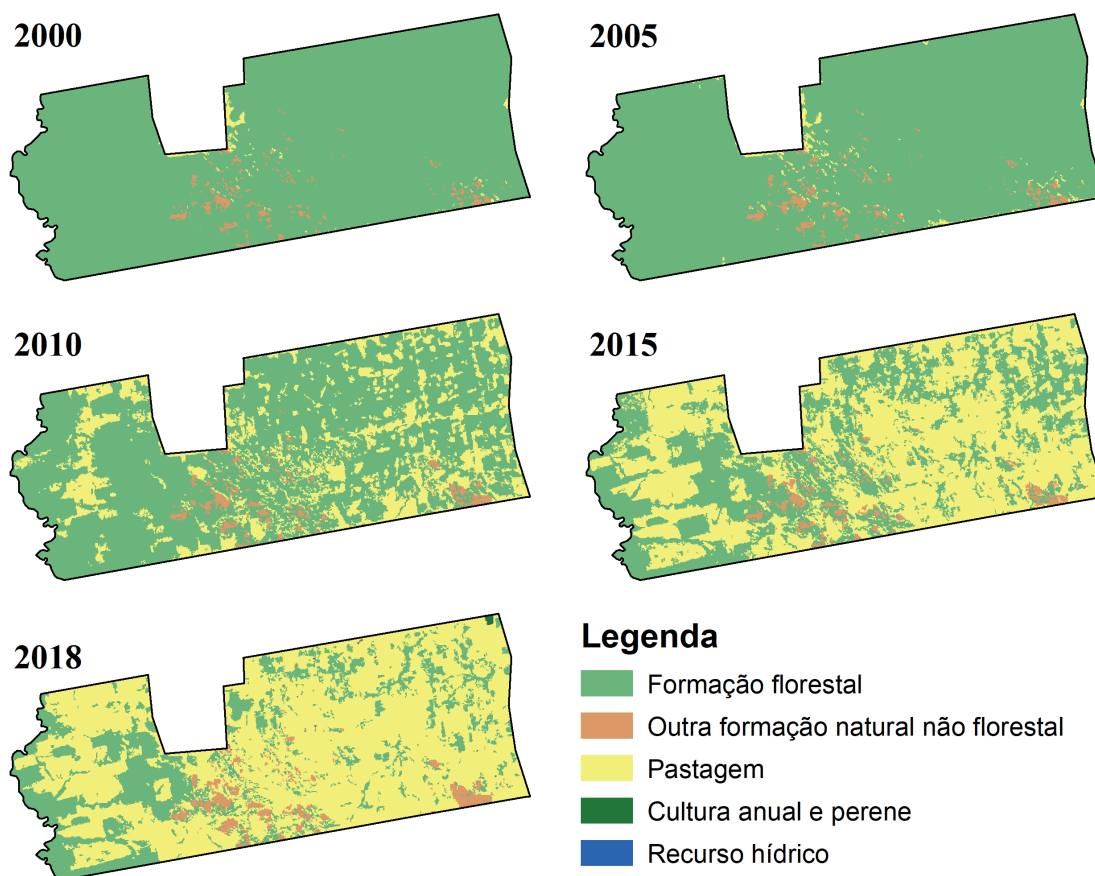 2000
2005
2010
2015
2018
Legenda
Formação florestal
Outra formação natural não florestal
Pastagem
Cultura anual e perene
Recurso hídrico